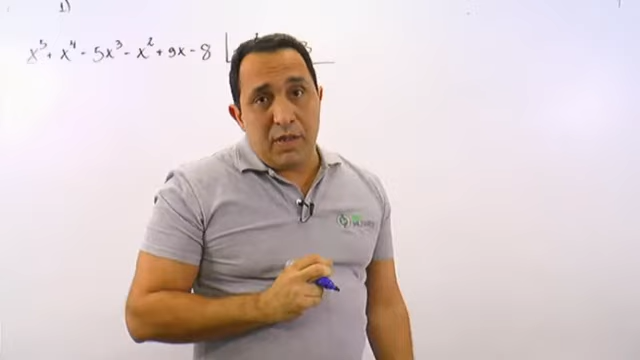 1)
x⁵ + x⁴ - 5x³ - x² + 9x - 8